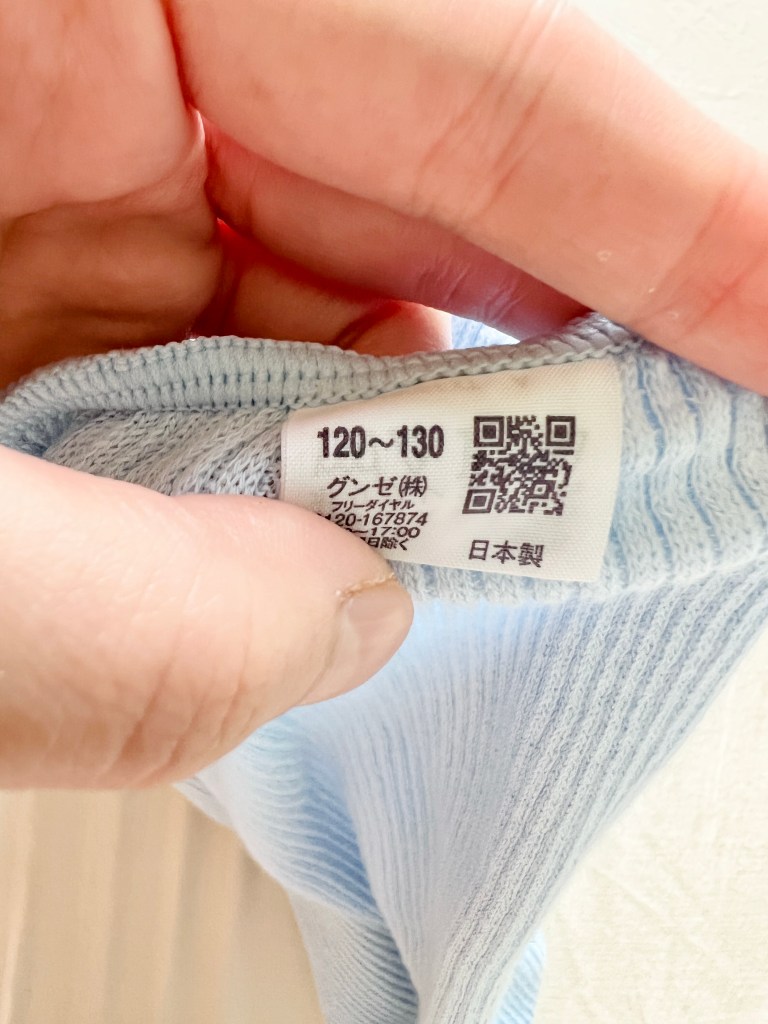 120～130
グンゼ(株)
フリーダイヤル
120-167874
～17:00
日除く
日本製